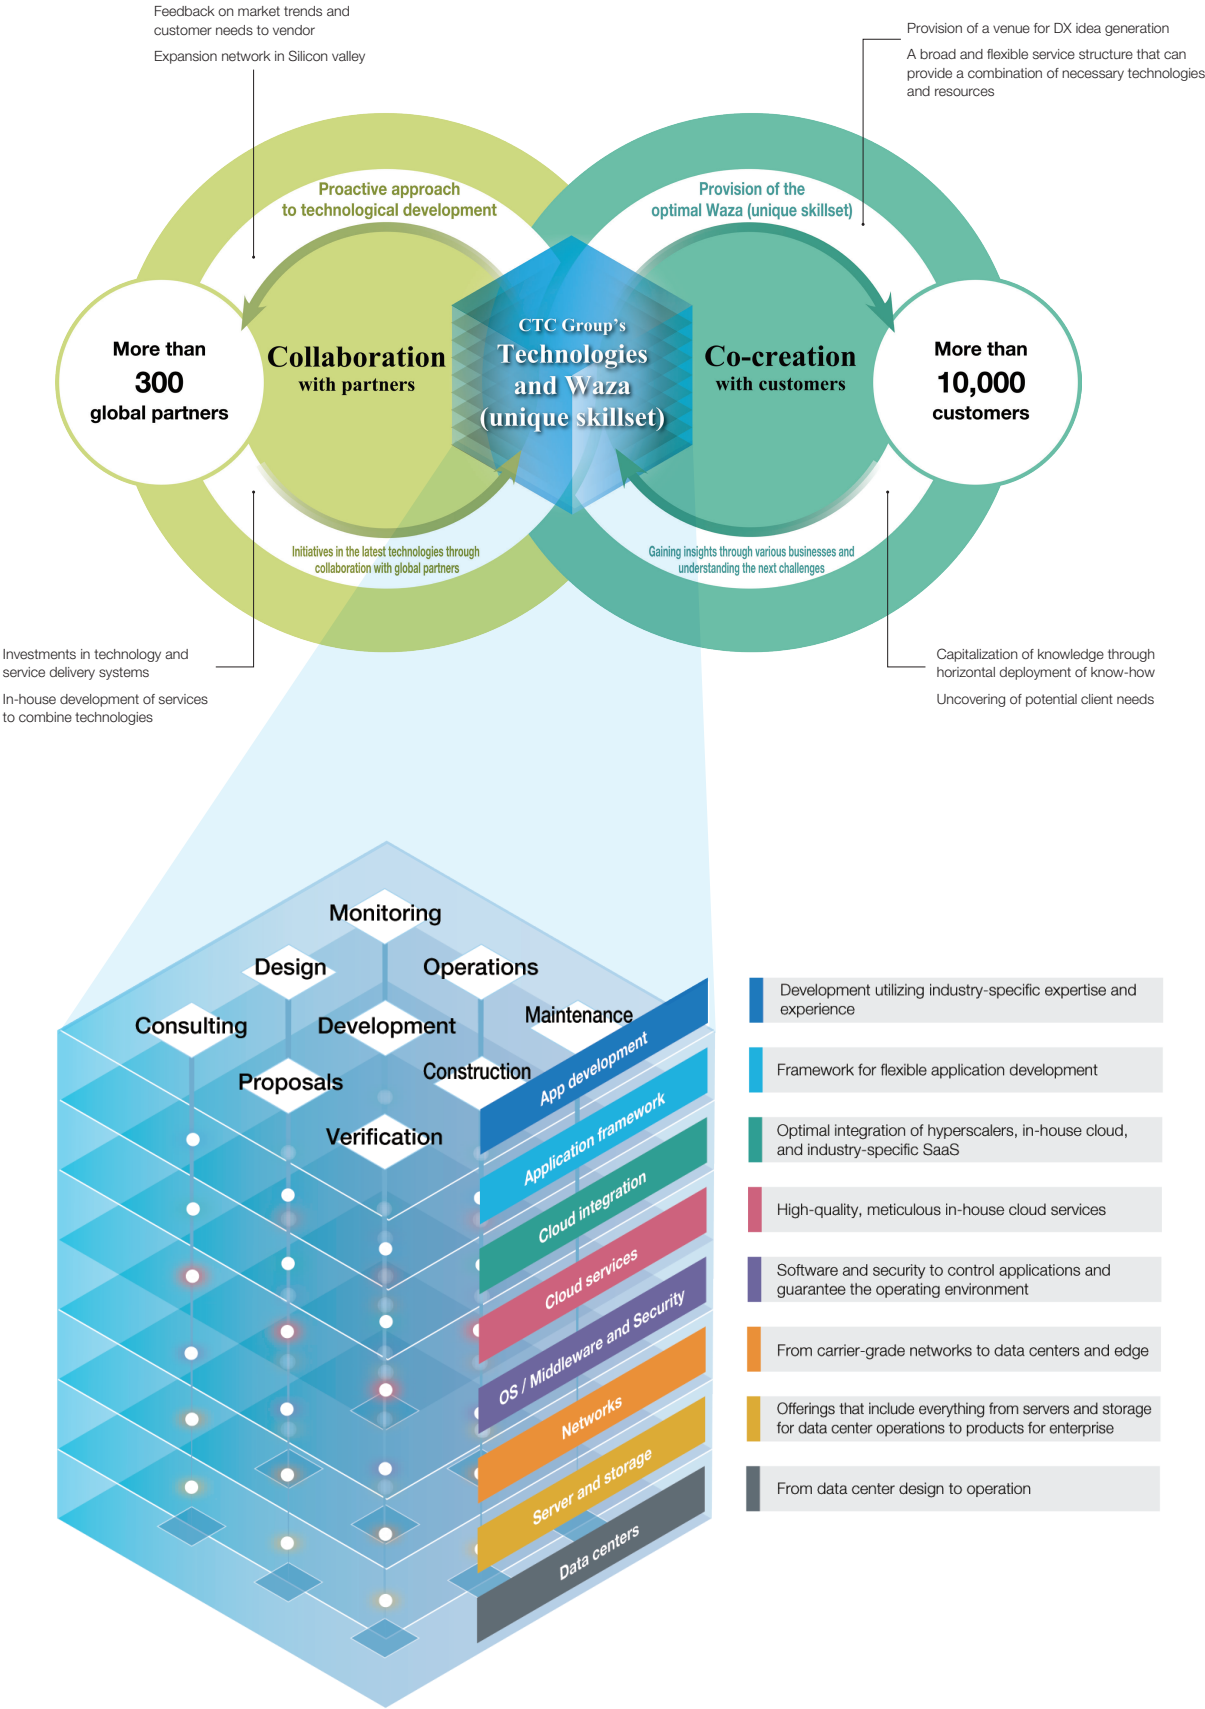 Feedback on market trends and
customer needs to vendor
Expansion network in Silicon valley
Provision of a venue for DX idea generation
A broad and flexible service structure that can
provide a combination of necessary technologies
and resources
Proactive approach
to technological development
Provision of the
optimal Waza (unique skillset)
More than
300
global partners
Collaboration
with partners
CTC Group's
Technologies
and Waza
(unique skillset)
Co-creation
with customers
More than
10,000
customers
Initiatives in the latest technologies through
collaboration with global partners
Gaining insights through various businesses and
understanding the next challenges
Investments in technology and
service delivery systems
In-house development of services
to combine technologies
Capitalization of knowledge through
horizontal deployment of know-how
Uncovering of potential client needs
Monitoring
Design
Operations
Consulting
Development
Maintenance
Proposals
Construction
Verification
App development
Application framework
Cloud integration
Cloud services
OS / Middleware and Security
Networks
Server and storage
Data centers
Development utilizing industry-specific expertise and
experience
Framework for flexible application development
Optimal integration of hyperscalers, in-house cloud,
and industry-specific SaaS
High-quality, meticulous in-house cloud services
Software and security to control applications and
guarantee the operating environment
From carrier-grade networks to data centers and edge
Offerings that include everything from servers and storage
for data center operations to products for enterprise
From data center design to operation